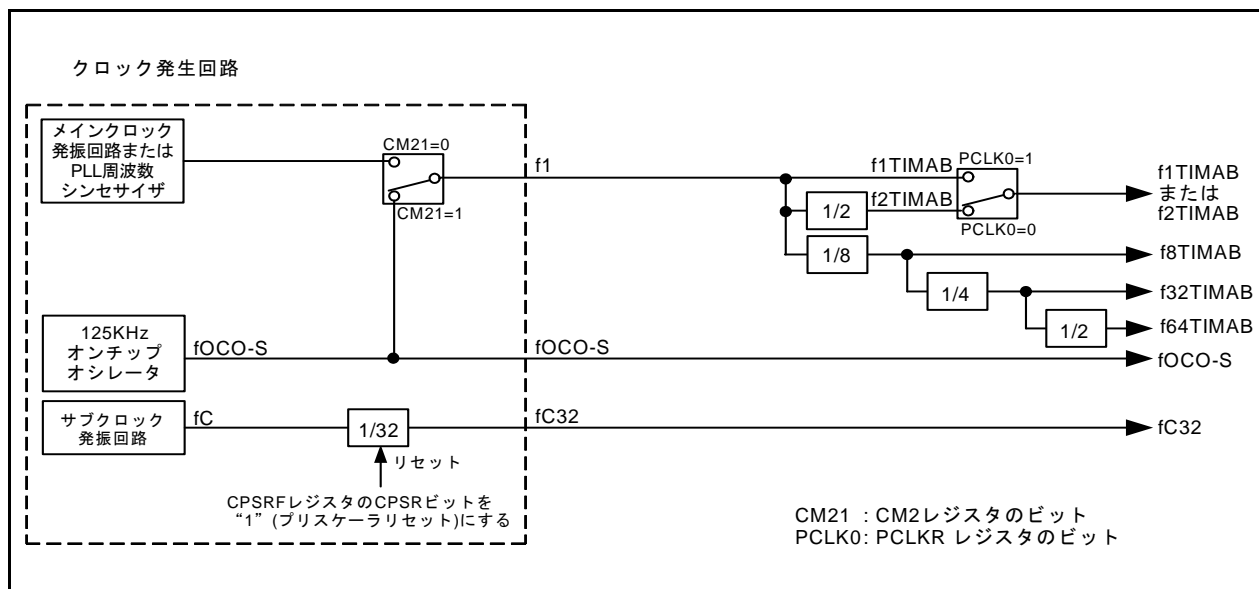 クロック発生回路
メインクロック
発振回路または
PLL周波数
シンセサイザ
CM21=0
CM21=1
f1
f1TIMAB
PCLK0=1
f1TIMAB
または
f2TIMAB
1/2
f2TIMAB
PCLK0=0
1/8
f8TIMAB
1/4
f32TIMAB
1/2
f64TIMAB
125KHz
オンチップ
オシレータ
fOCO-S
fOCO-S
fOCO-S
サブクロック
発振回路
fC
1/32
fC32
fC32
リセット
CPSRFレジスタのCPSRビットを
“1”(プリスケーラリセット)にする
CM21 : CM2レジスタのビット
PCLK0: PCLKR レジスタのビット